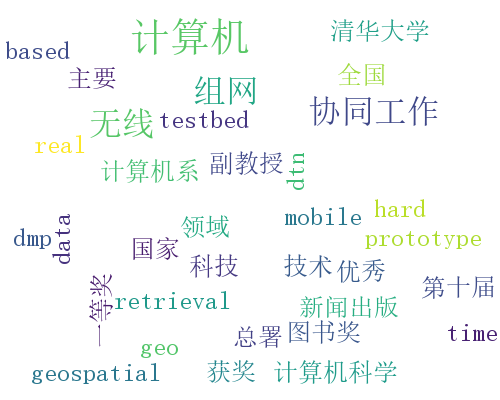 计算机
清华大学
based
主要
全国
组网
协同工作
无线
testbed
real
计算机系
副教授
dtn
data
领域
mobile
hard
dmp
国家
prototype
科技
技术
优秀
第十届
一等奖
retrieval
新闻出版
总署
图书奖
time
geo
geospatial
获奖
计算机科学